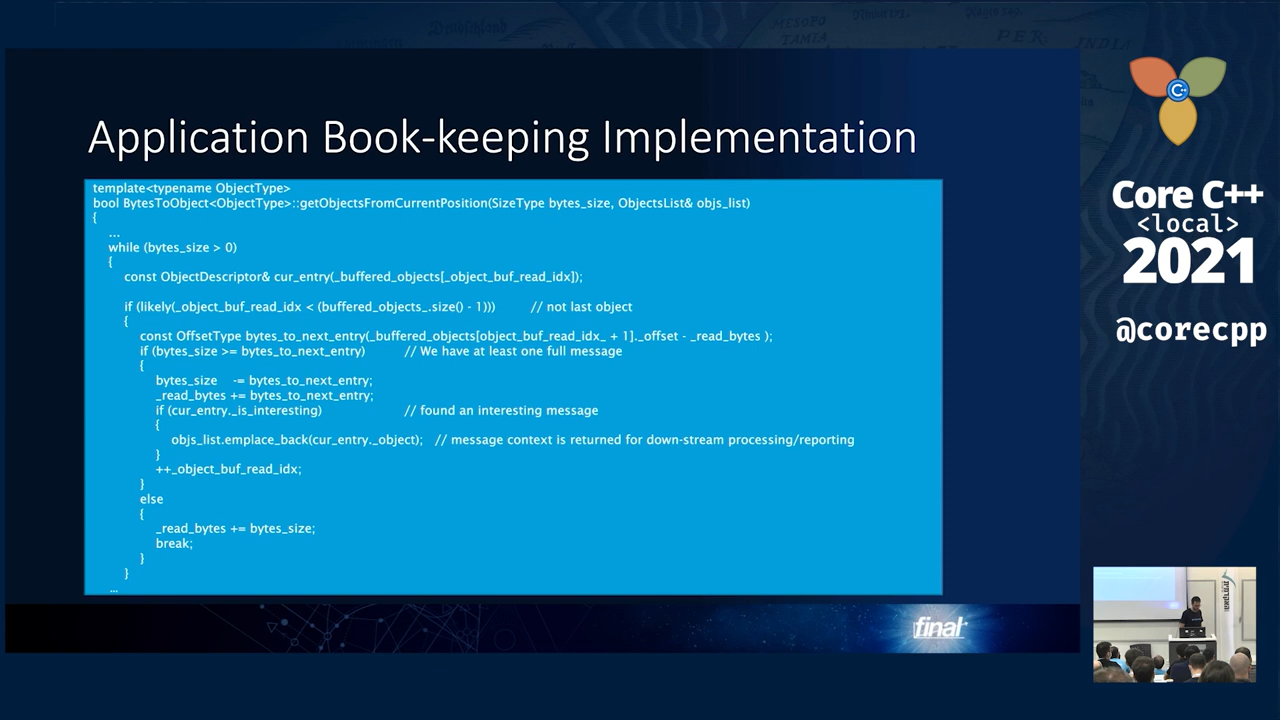 Application Book-keeping Implementation
template<typename ObjectType>
bool BytesToObject<ObjectType>::getObjectsFromCurrentPosition(SizeType bytes_size, ObjectsList& objs_list)
{
...
while (bytes_size > 0)
{
const ObjectDescriptor& cur_entry(_buffered_objects[_object_buf_read_idx]);
if (likely(_object_buf_read_idx < (buffered_objects_.size() - 1))) // not last object
{
const OffsetType bytes_to_next_entry(_buffered_objects[object_buf_read_idx_ + 1]._offset - _read_bytes );
if (bytes_size >= bytes_to_next_entry) // We have at least one full message
{
bytes_size -= bytes_to_next_entry;
_read_bytes += bytes_to_next_entry;
if (cur_entry._is_interesting) // found an interesting message
{
objs_list.emplace_back(cur_entry._object); // message context is returned for down-stream processing/reporting
}
++_object_buf_read_idx;
}
else
{
_read_bytes += bytes_size;
break;
}
}
...
final
C++
Core C++
<local>
2021
@corecpp
MESOPO
TAMIA
PER
INDIA